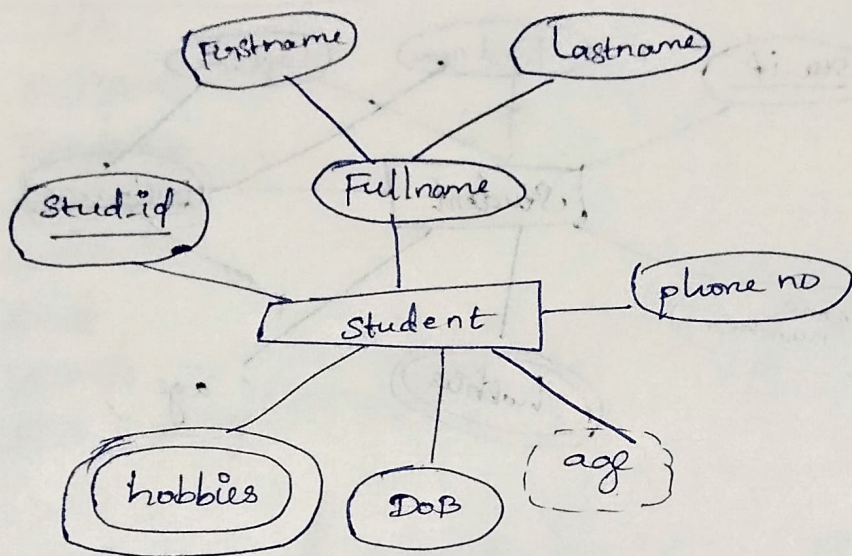 Firstname
Lastname
Fullname
Stud_id
phone no
Student
hobbies
DoB
age